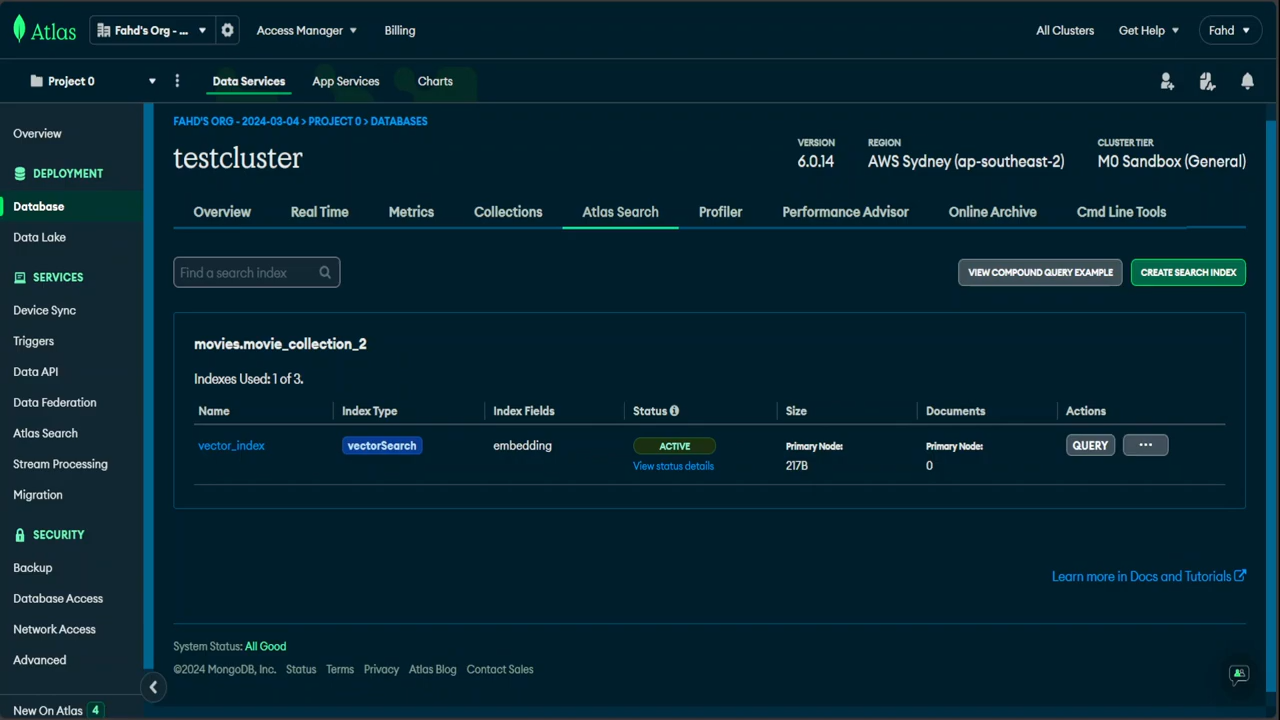 Atlas
Fahd's Org - ...
Access Manager
Billing
All Clusters
Get Help
Fahd
Project 0
Data Services
App Services
Charts
Overview
DEPLOYMENT
Database
Data Lake
SERVICES
Device Sync
Triggers
Data API
Data Federation
Atlas Search
Stream Processing
Migration
SECURITY
Backup
Database Access
Network Access
Advanced
New On Atlas 4
FAHD'S ORG - 2024-03-04 > PROJECT 0 > DATABASES
testcluster
VERSION
6.0.14
REGION
AWS Sydney (ap-southeast-2)
CLUSTER TIER
M0 Sandbox (General)
Overview
Real Time
Metrics
Collections
Atlas Search
Profiler
Performance Advisor
Online Archive
Cmd Line Tools
Find a search index
VIEW COMPOUND QUERY EXAMPLE
CREATE SEARCH INDEX
movies.movie_collection_2
Indexes Used: 1 of 3.
Name
Index Type
Index Fields
Status
Size
Documents
Actions
vector_index
vectorSearch
embedding
ACTIVE
View status details
Primary Node:
217B
Primary Node:
0
QUERY
...
Learn more in Docs and Tutorials
System Status: All Good
©2024 MongoDB, Inc.
Status
Terms
Privacy
Atlas Blog
Contact Sales